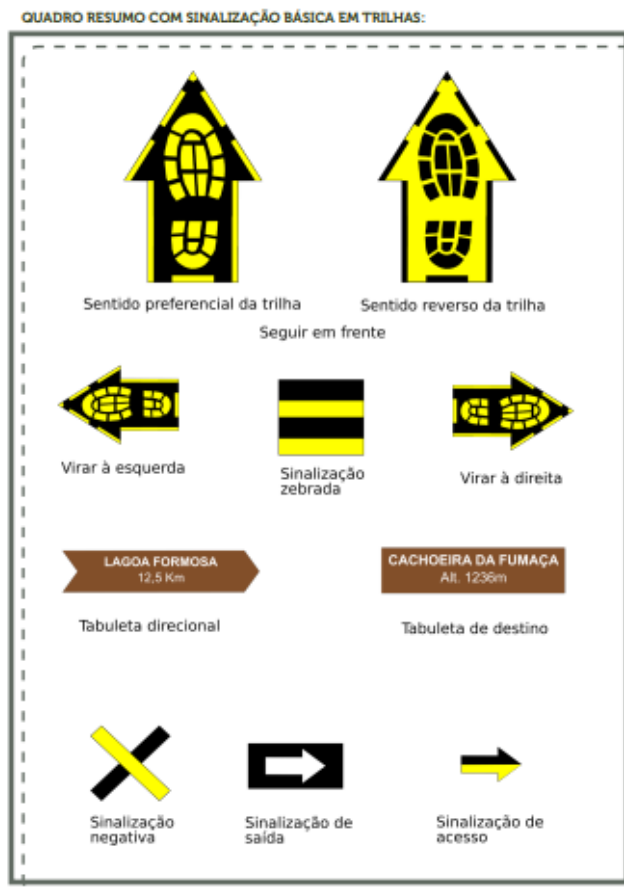 QUADRO RESUMO COM SINALIZAÇÃO BÁSICA EM TRILHAS:
Sentido preferencial da trilha
Sentido reverso da trilha
Seguir em frente
Virar à esquerda
Sinalização
zebrada
Virar à direita
LAGOA FORMOSA
12,5 Km
CACHOEIRA DA FUMAÇA
Alt. 1236m
Tabuleta direcional
Tabuleta de destino
Sinalização
negativa
Sinalização de
saída
Sinalização de
acesso